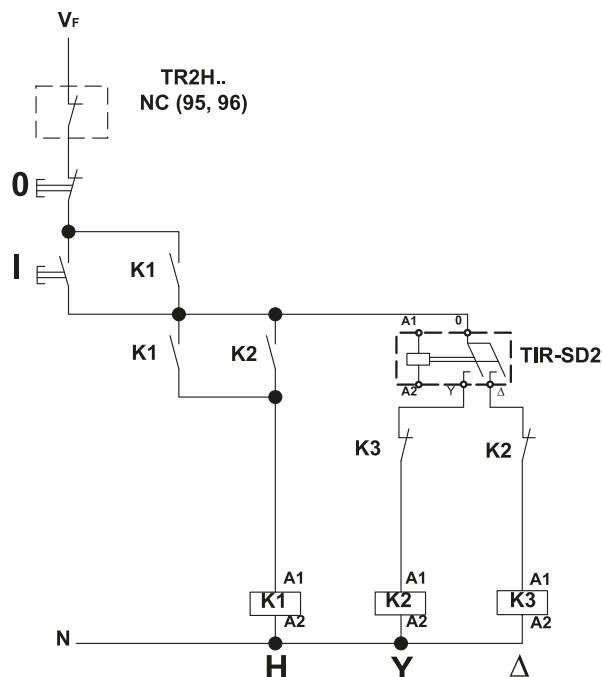 VF
TR2H..
NC (95, 96)
0
I
K1
K1
K2
A1
0
TIR-SD2
A2
Y
Δ
K3
K2
A1
A1
A1
K1
K2
K3
A2
A2
A2
N
H
Y
Δ